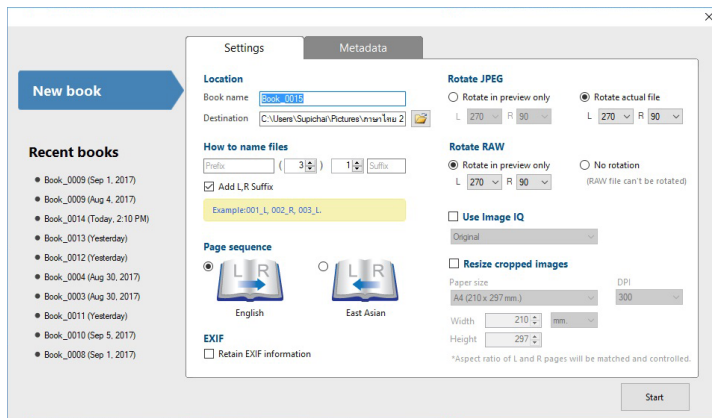 Settings
Metadata
New book
Recent books
Book_0009 (Sep 1, 2017)
Book_0009 (Aug 4, 2017)
Book_0014 (Today, 2:10 PM)
Book_0013 (Yesterday)
Book_0012 (Yesterday)
Book_0004 (Aug 30, 2017)
Book_0003 (Aug 30, 2017)
Book_0011 (Yesterday)
Book_0010 (Sep 5, 2017)
Book_0008 (Sep 1, 2017)
Location
Book name Book_0015
Destination C:\Users\Supichai\Pictures\ภาษาไทย 2
How to name files
Prefix ( 3 ) 1 Suffix
Add L,R Suffix
Example:001_L, 002_R, 003_L.
Page sequence
L R
English
L R
East Asian
EXIF
Retain EXIF information
Rotate JPEG
Rotate in preview only
L 270 R 90
Rotate actual file
L 270 R 90
Rotate RAW
Rotate in preview only
L 270 R 90
No rotation
(RAW file can't be rotated)
Use Image IQ
Original
Resize cropped images
Paper size DPI
A4 (210 x 297 mm.) 300
Width 210 mm.
Height 297
*Aspect ratio of L and R pages will be matched and controlled.
Start